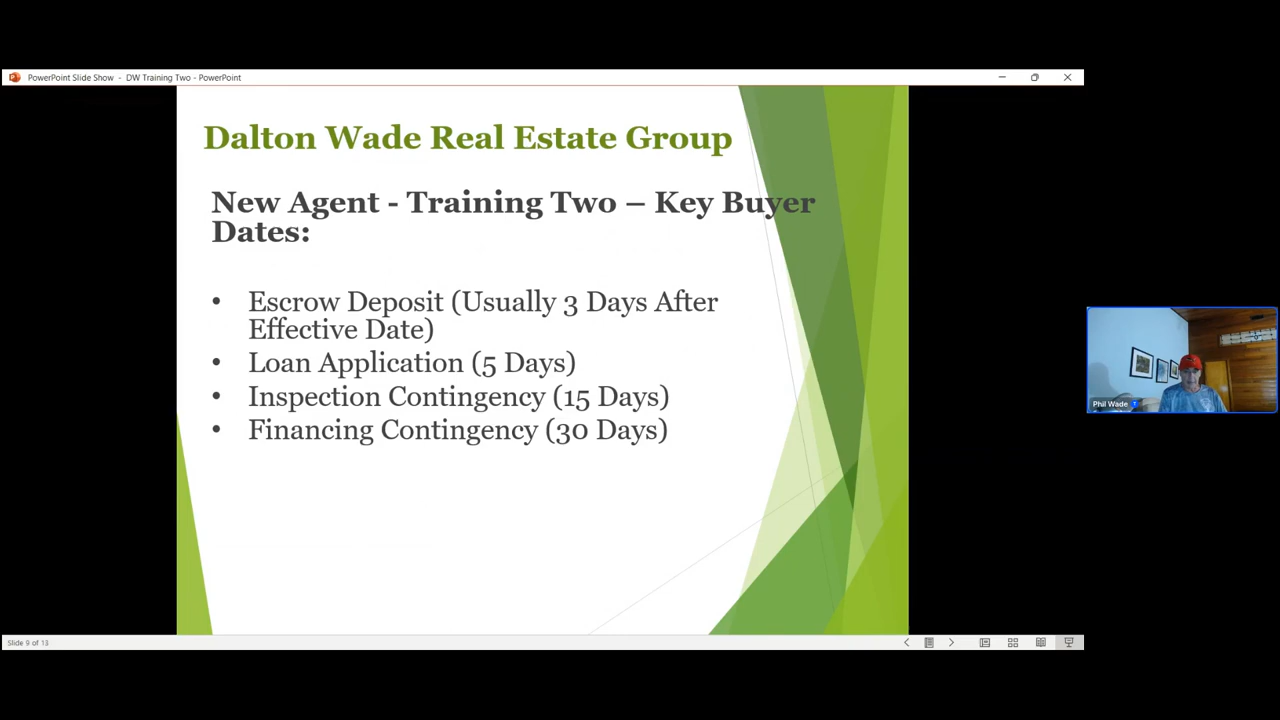 PowerPoint Slide Show - DW Training Two - PowerPoint
Dalton Wade Real Estate Group
New Agent - Training Two – Key Buyer
Dates:
• Escrow Deposit (Usually 3 Days After
Effective Date)
• Loan Application (5 Days)
• Inspection Contingency (15 Days)
• Financing Contingency (30 Days)
Phil Wade
Slide 9 of 13